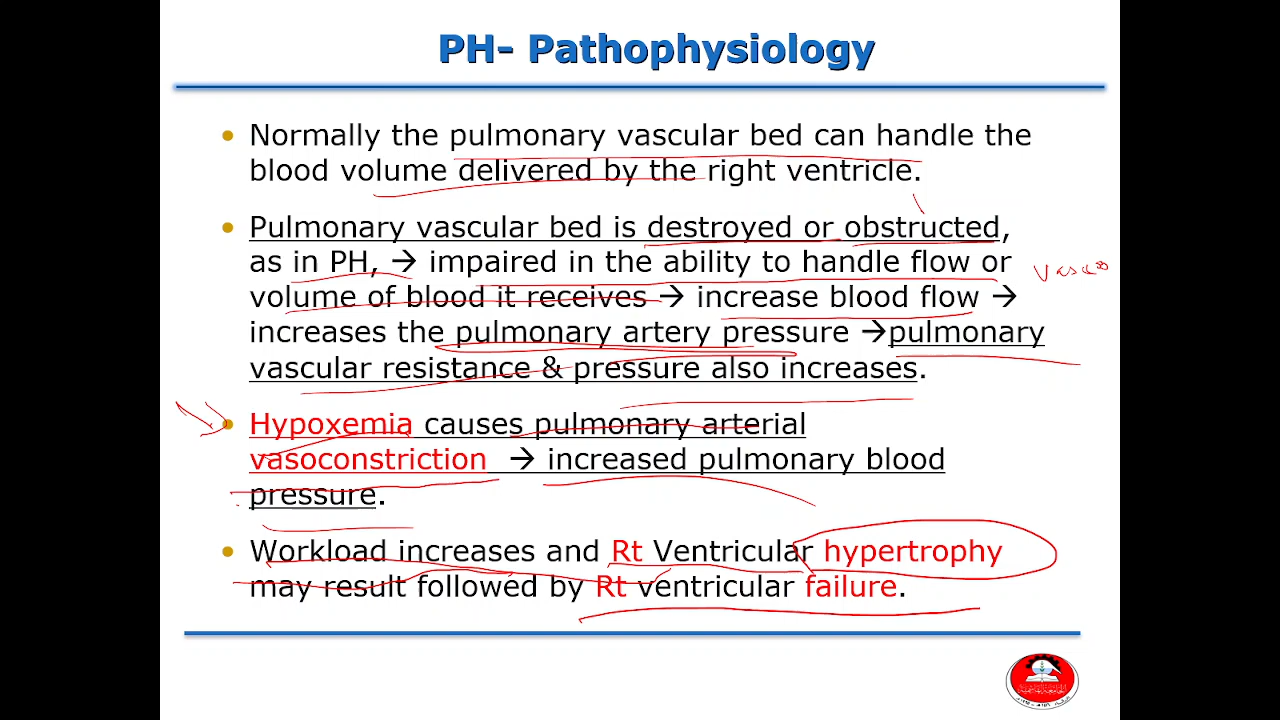 PH- Pathophysiology
• Normally the pulmonary vascular bed can handle the
blood volume delivered by the right ventricle.
• Pulmonary vascular bed is destroyed or obstructed,
as in PH, → impaired in the ability to handle flow or
volume of blood it receives → increase blood flow →
increases the pulmonary artery pressure →pulmonary
vascular resistance & pressure also increases.
• Hypoxemia causes pulmonary arterial
vasoconstriction → increased pulmonary blood
pressure.
• Workload increases and Rt Ventricular hypertrophy
may result followed by Rt ventricular failure.